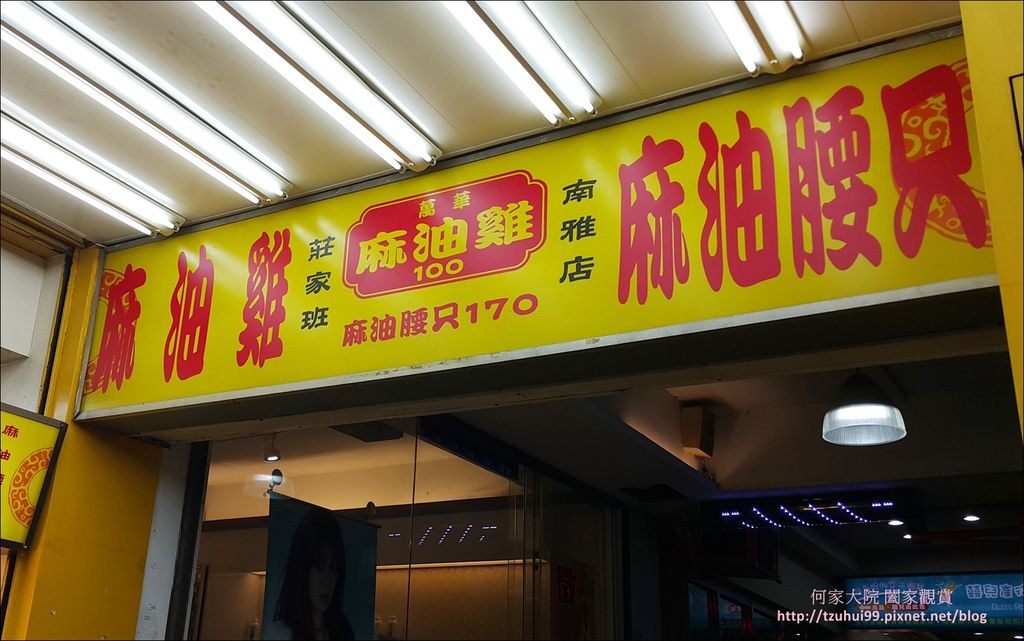 麻油雞
莊家班
萬華
麻油雞
100
麻油腰只170
南雅店
麻油腰只
麻油
何家大院 闔家觀賞
http://tzuhui99.pixnet.net/blog